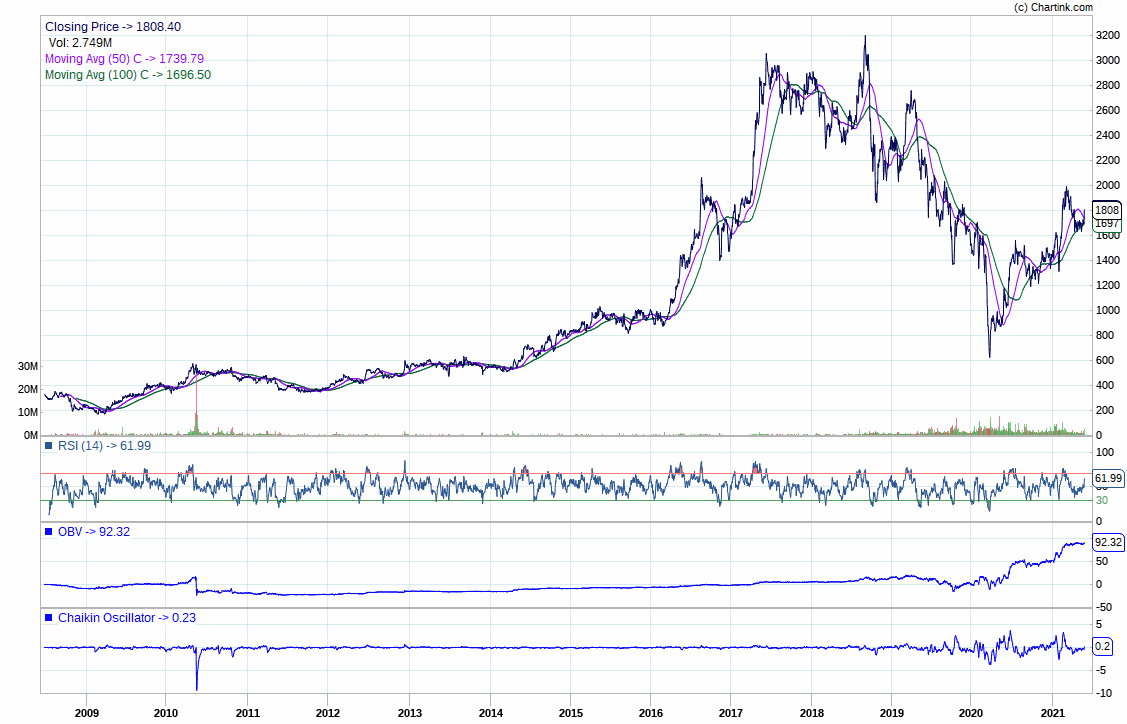 (c) Chartink.com
Closing Price -> 1808.40
Vol: 2.749M
Moving Avg (50) C -> 1739.79
Moving Avg (100) C -> 1696.50
3200
3000
2800
2600
2400
2200
2000
1808
1697
1600
1400
1200
1000
800
600
400
200
0
30M
20M
10M
0M
RSI (14) -> 61.99
100
61.99
30
0
OBV -> 92.32
92.32
50
0
-50
Chaikin Oscillator -> 0.23
5
0.2
-5
-10
2009 2010 2011 2012 2013 2014 2015 2016 2017 2018 2019 2020 2021